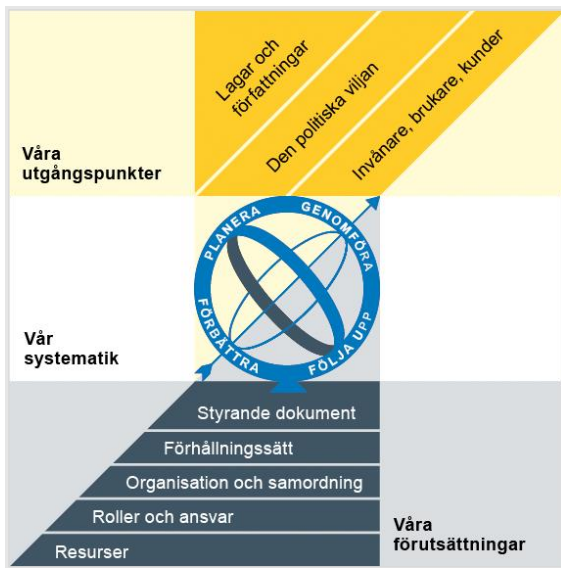 Lagar och
författningar
Den politiska viljan
Invånare, brukare, kunder
Våra
utgångspunkter
PLANERA
GENOMFÖRA
FÖRBÄTTRA
FÖLJA UPP
Vår
systematik
Styrande dokument
Förhållningssätt
Organisation och samordning
Roller och ansvar
Resurser
Våra
förutsättningar